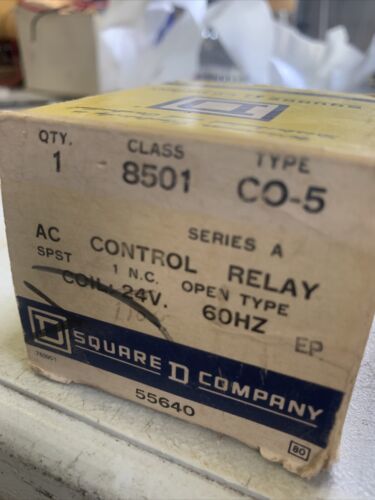 QTY. CLASS TYPE
1 8501 CO-5
SERIES A
AC CONTROL RELAY
SPST 1 N.C. OPEN TYPE
COIL: 24V. 60HZ
EP
D SQUARE D COMPANY
55640
80